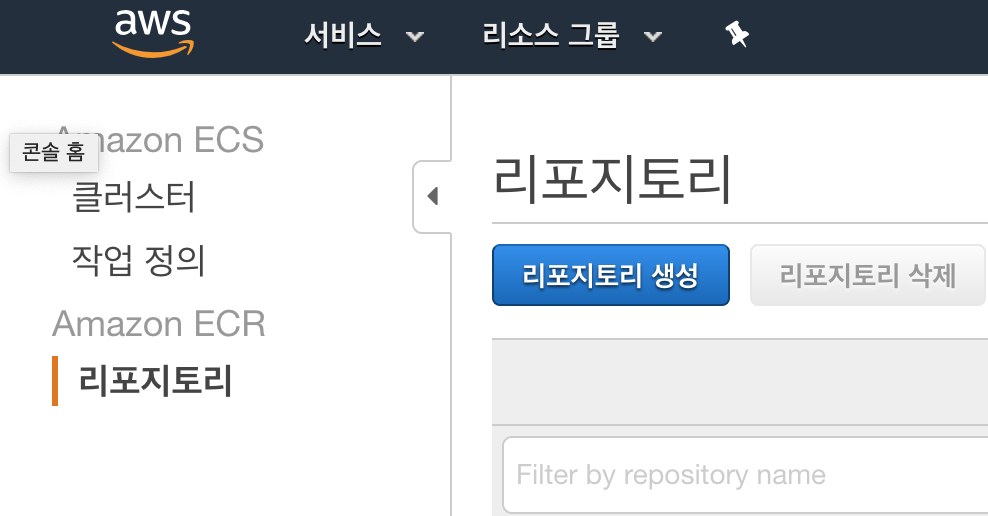 aws 서비스 리소스 그룹
Amazon ECS
콘솔 홈
클러스터
작업 정의
Amazon ECR
리포지토리
리포지토리
리포지토리 생성 리포지토리 삭제
Filter by repository name